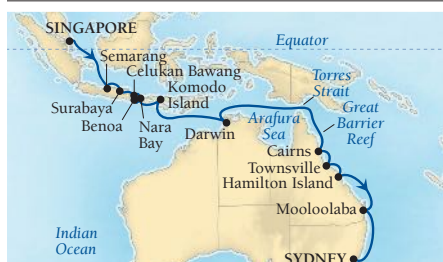 SINGAPORE
Equator
Semarang
Celukan Bawang
Komodo
Island
Torres
Strait
Surabaya
Benoa
Nara
Bay
Darwin
Arafura
Sea
Great
Barrier
Reef
Cairns
Townsville
Hamilton Island
Mooloolaba
Indian
Ocean
SYDNEY